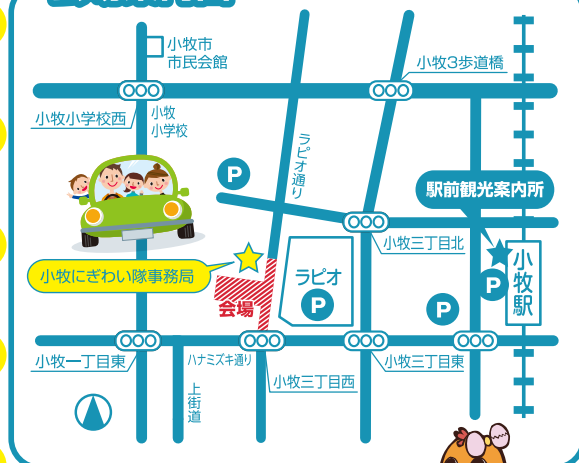 小牧市
市民会館
小牧3歩道橋
小牧小学校西
小牧
小学校
ラピオ通り
P
駅前観光案内所
小牧三丁目北
小牧にぎわい隊事務局
会場
ラピオ
P
P
P
小牧駅
小牧一丁目東
ハナミズキ通り
上街道
小牧三丁目西
小牧三丁目東